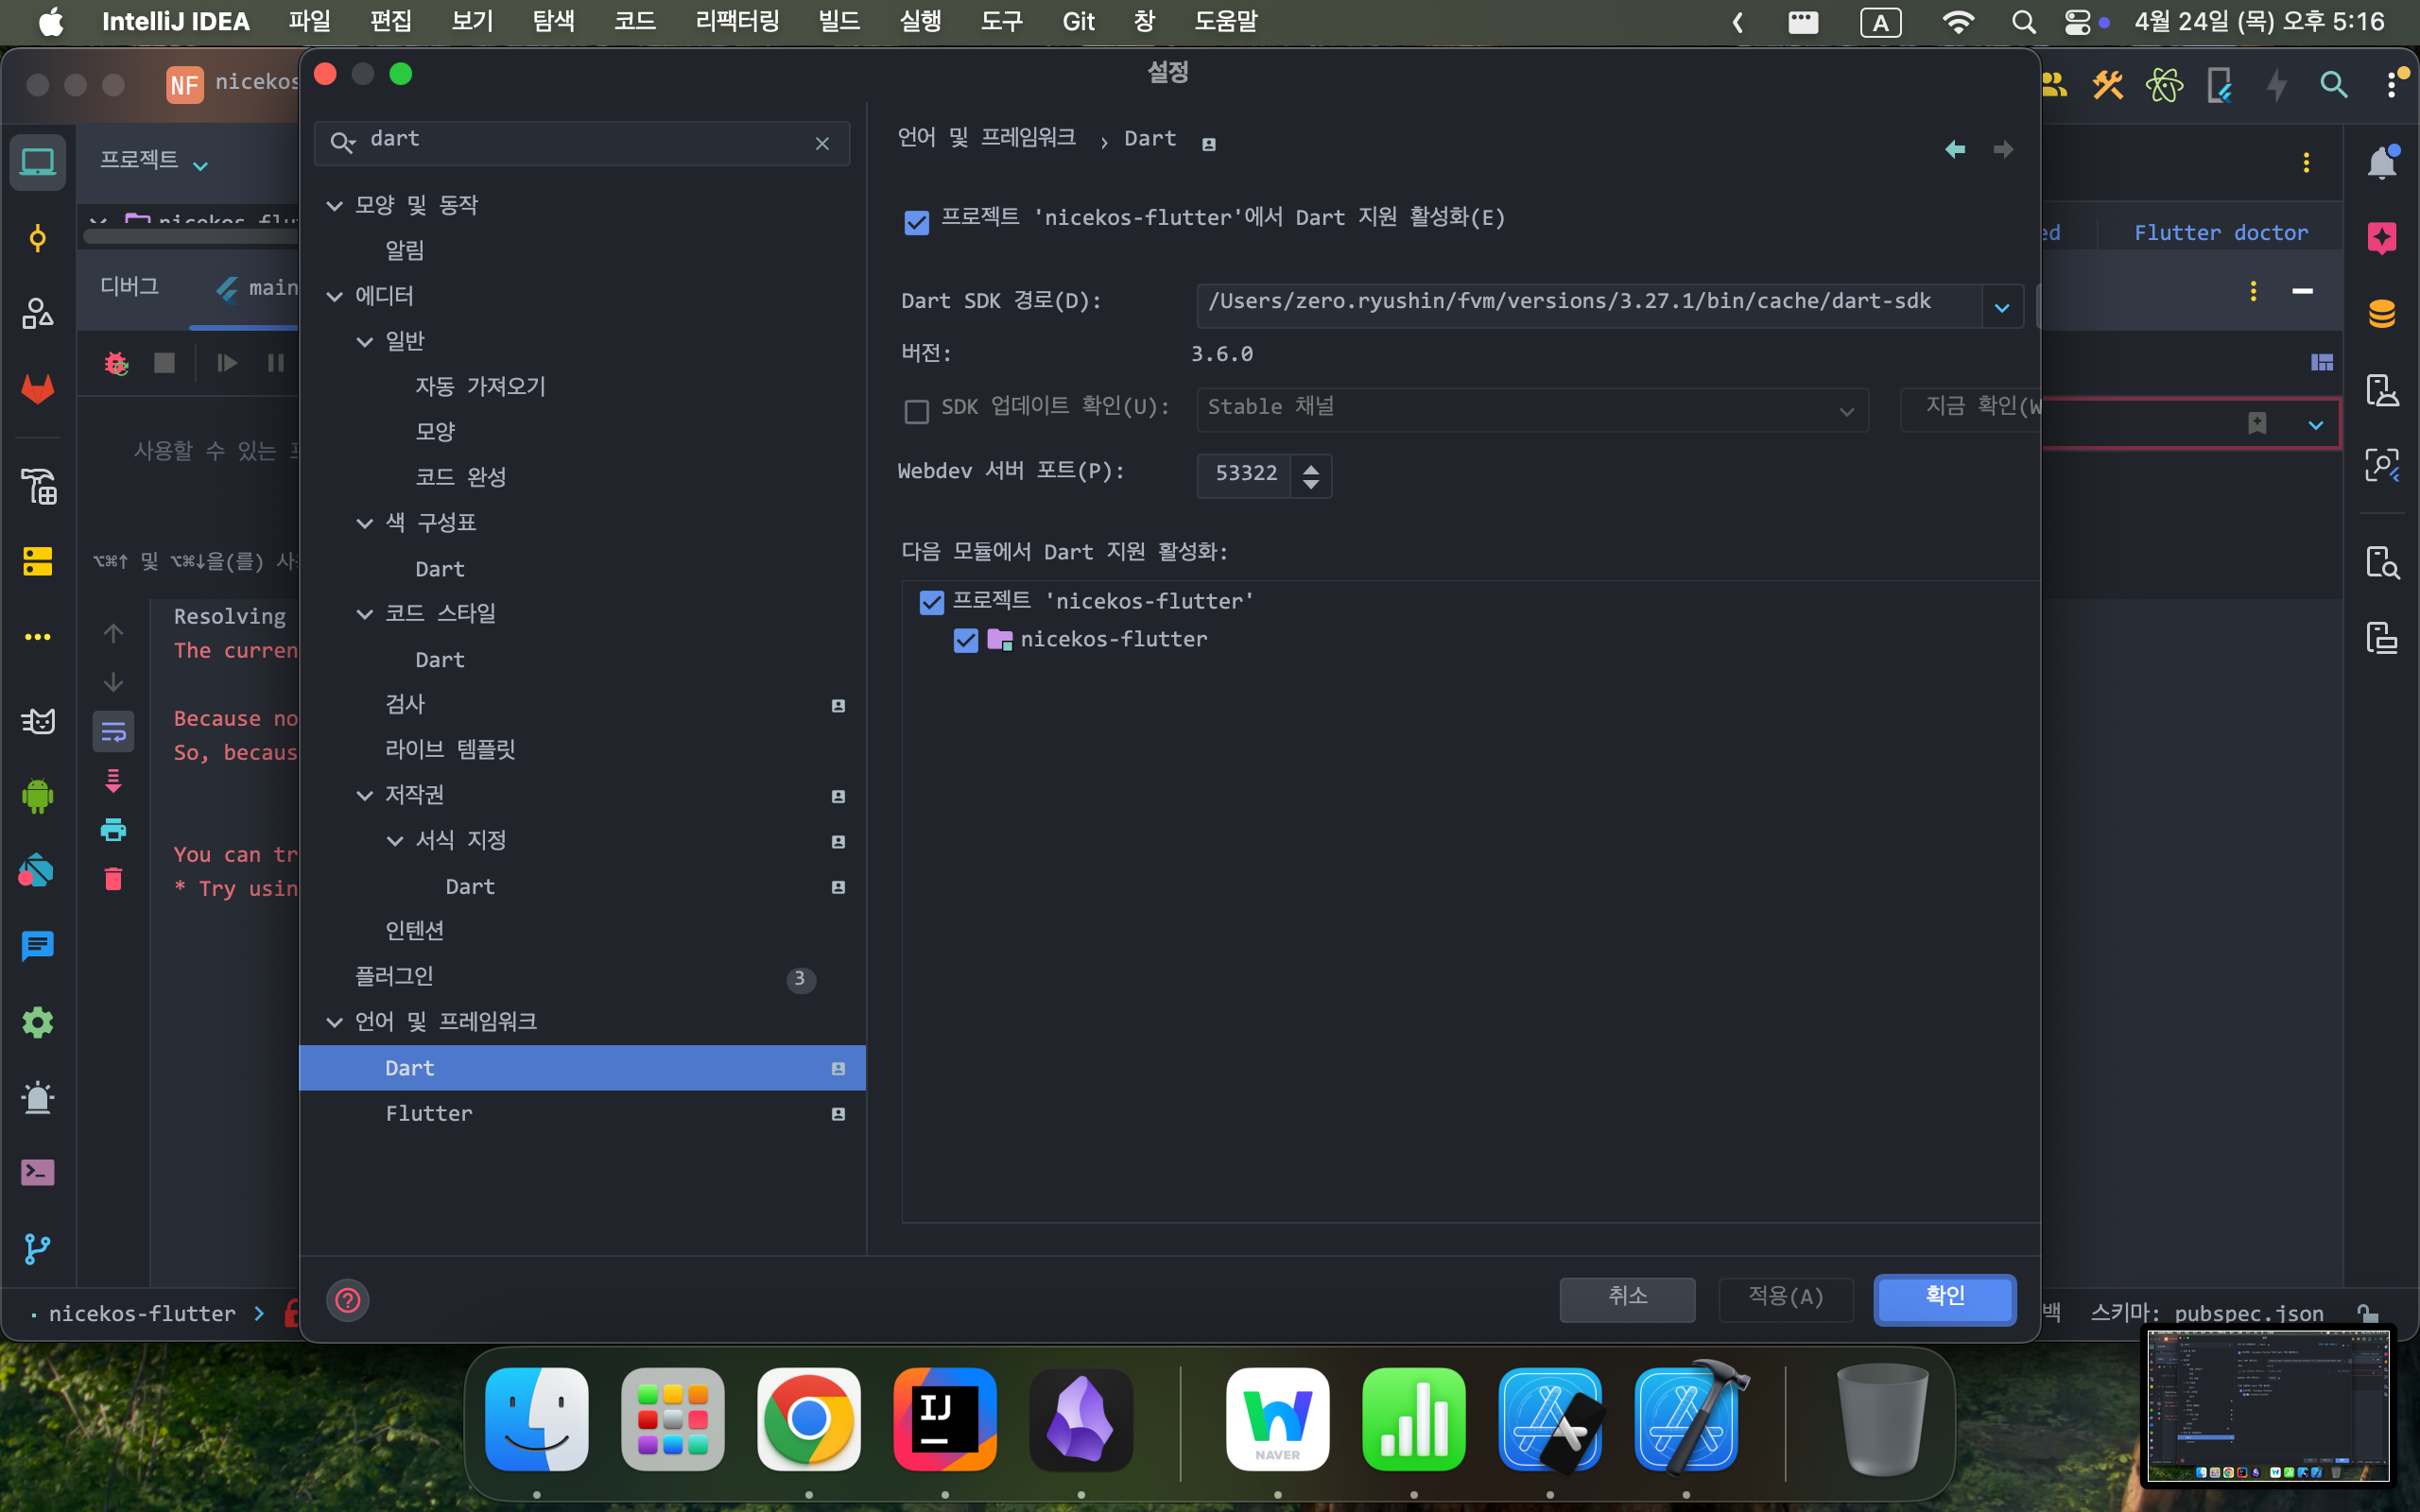 IntelliJ IDEA 파일 편집 보기 탐색 코드 리팩터링 빌드 실행 도구 Git 창 도움말 A 4월 24일 (목) 오후 5:16
NF nicekos
설정
dart
언어 및 프레임워크 › Dart
프로젝트
모양 및 동작
알림
에디터
일반
자동 가져오기
모양
코드 완성
색 구성표
Dart
코드 스타일
Dart
검사
라이브 템플릿
저작권
서식 지정
Dart
인텐션
플러그인 3
언어 및 프레임워크
Dart
Flutter
프로젝트 'nicekos-flutter'에서 Dart 지원 활성화(E)
Dart SDK 경로(D): /Users/zero.ryushin/fvm/versions/3.27.1/bin/cache/dart-sdk
버전: 3.6.0
SDK 업데이트 확인(U): Stable 채널 지금 확인(W
Webdev 서버 포트(P): 53322
다음 모듈에서 Dart 지원 활성화:
프로젝트 'nicekos-flutter'
nicekos-flutter
취소 적용(A) 확인
ed Flutter doctor
디버그 main
사용할 수 있는
⌥⌘↑ 및 ⌥⌘↓을(를) 사
Resolving
The curren
Because no
So, becaus
You can tr
* Try usin
nicekos-flutter
백 스키마: pubspec.json
IJ
NAVER